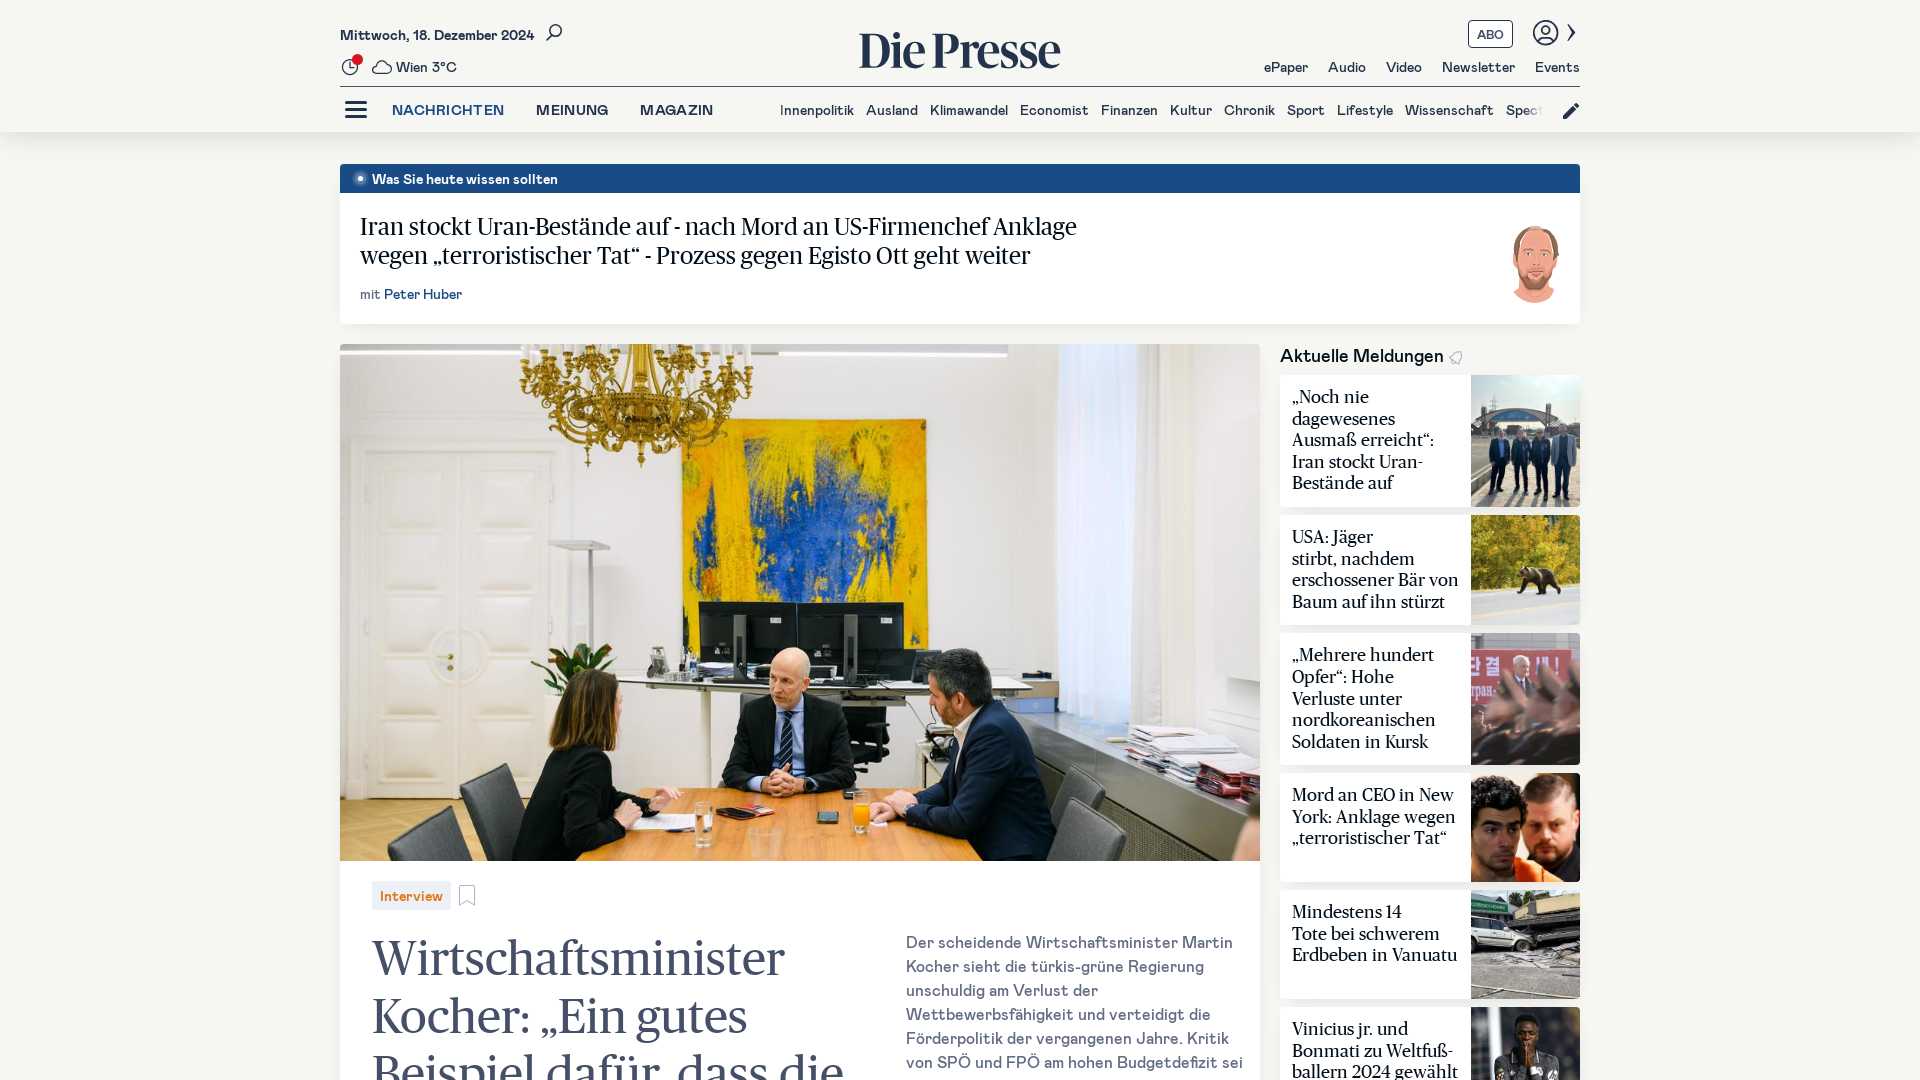 Mittwoch, 18. Dezember 2024
Wien 3°C
Die Presse
ABO
ePaper Audio Video Newsletter Events
NACHRICHTEN MEINUNG MAGAZIN
Innenpolitik Ausland Klimawandel Economist Finanzen Kultur Chronik Sport Lifestyle Wissenschaft Spect
Was Sie heute wissen sollten
Iran stockt Uran-Bestände auf - nach Mord an US-Firmenchef Anklage
wegen „terroristischer Tat“ - Prozess gegen Egisto Ott geht weiter
mit Peter Huber
Interview
Wirtschaftsminister
Kocher: „Ein gutes
Beispiel dafür, dass die
Der scheidende Wirtschaftsminister Martin
Kocher sieht die türkis-grüne Regierung
unschuldig am Verlust der
Wettbewerbsfähigkeit und verteidigt die
Förderpolitik der vergangenen Jahre. Kritik
von SPÖ und FPÖ am hohen Budgetdefizit sei
Aktuelle Meldungen
„Noch nie
dagewesenes
Ausmaß erreicht“:
Iran stockt Uran-
Bestände auf
USA: Jäger
stirbt, nachdem
erschossener Bär von
Baum auf ihn stürzt
„Mehrere hundert
Opfer“: Hohe
Verluste unter
nordkoreanischen
Soldaten in Kursk
Mord an CEO in New
York: Anklage wegen
„terroristischer Tat“
Mindestens 14
Tote bei schwerem
Erdbeben in Vanuatu
Vinicius jr. und
Bonmati zu Weltfuß-
ballern 2024 gewählt